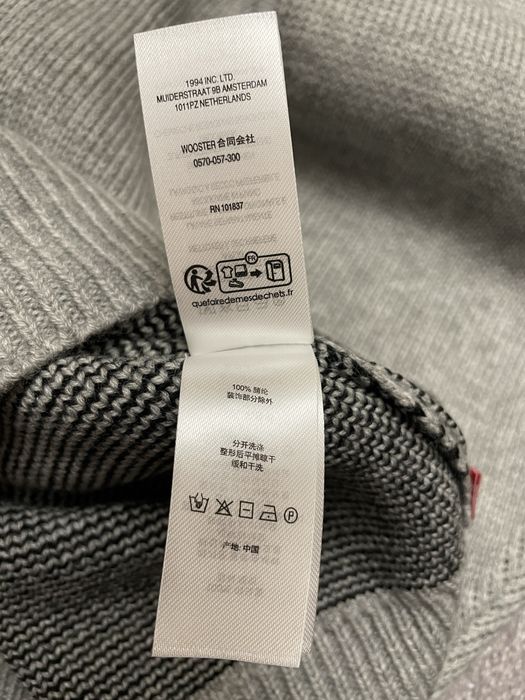 1994 INC. LTD.
MUIDERSTRAAT 9B AMSTERDAM
1011PZ NETHERLANDS
WOOSTER 合同会社
0570-057-300
RN 101837
FR
quefairedemesdechets.fr
100% 腈纶
装饰部分除外
分开洗涤
整形后平摊晾干
缓和干洗
P
产地: 中国